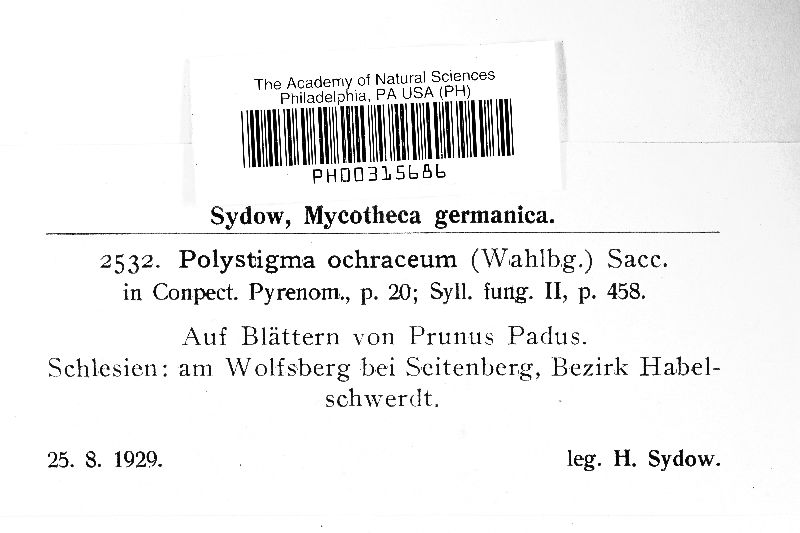 The Academy of Natural Sciences
Philadelphia, PA USA (PH)
PH00315686
Sydow, Mycotheca germanica.
2532. Polystigma ochraceum (Wahlbg.) Sacc.
in Conpect. Pyrenom., p. 20; Syll. fung. II, p. 458.
Auf Blättern von Prunus Padus.
Schlesien: am Wolfsberg bei Seitenberg, Bezirk Habel-
schwerdt.
25. 8. 1929. leg. H. Sydow.